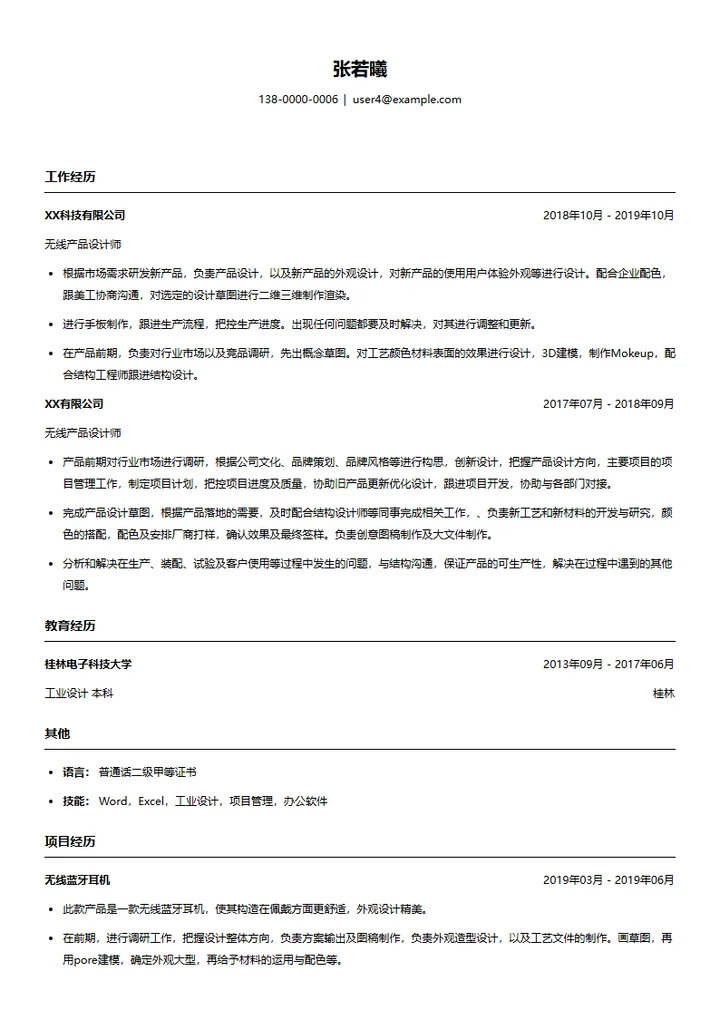 张若曦
138-0000-0006 | user4@example.com
工作经历
XX科技有限公司 2018年10月 - 2019年10月
无线产品设计师
• 根据市场需求研发新产品，负责产品设计，以及新产品的外观设计，对新产品的使用用户体验外观等进行设计。配合企业配色，
跟美工协商沟通，对选定的设计草图进行二维三维制作渲染。
• 进行手板制作，跟进生产流程，把控生产进度。出现任何问题都要及时解决，对其进行调整和更新。
• 在产品前期，负责对行业市场以及竞品调研，先出概念草图。对工艺颜色材料表面的效果进行设计，3D建模，制作Mokeup，配
合结构工程师跟进结构设计。
XX有限公司 2017年07月 - 2018年09月
无线产品设计师
• 产品前期对行业市场进行调研，根据公司文化、品牌策划、品牌风格等进行构思，创新设计，把握产品设计方向，主要项目的项
目管理工作，制定项目计划，把控项目进度及质量，协助旧产品更新优化设计，跟进项目开发，协助与各部门对接。
• 完成产品设计草图，根据产品落地的需要，及时配合结构设计师等同事完成相关工作，、负责新工艺和新材料的开发与研究，颜
色的搭配，配色及安排厂商打样，确认效果及最终签样。负责创意图稿制作及大文件制作。
• 分析和解决在生产、装配、试验及客户使用等过程中发生的问题，与结构沟通，保证产品的可生产性，解决在过程中遇到的其他
问题。
教育经历
桂林电子科技大学 2013年09月 - 2017年06月
工业设计 本科 桂林
其他
• 语言： 普通话二级甲等证书
• 技能： Word，Excel，工业设计，项目管理，办公软件
项目经历
无线蓝牙耳机 2019年03月 - 2019年06月
• 此款产品是一款无线蓝牙耳机，使其构造在佩戴方面更舒适，外观设计精美。
• 在前期，进行调研工作，把握设计整体方向，负责方案输出及图稿制作，负责外观造型设计，以及工艺文件的制作。画草图，再
用pore建模，确定外观大型，再给予材料的运用与配色等。